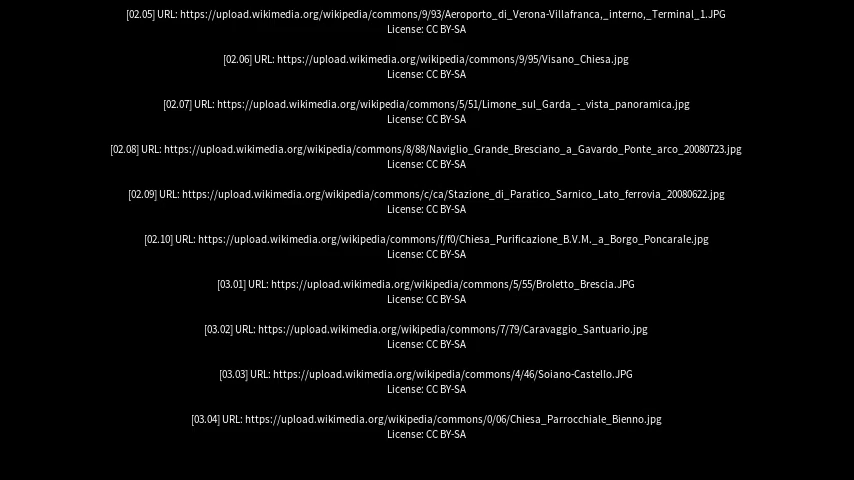 [02.05] URL: https://upload.wikimedia.org/wikipedia/commons/9/93/Aeroporto_di_Verona-Villafranca,_interno,_Terminal_1.JPG
License: CC BY-SA
[02.06] URL: https://upload.wikimedia.org/wikipedia/commons/9/95/Visano_Chiesa.jpg
License: CC BY-SA
[02.07] URL: https://upload.wikimedia.org/wikipedia/commons/5/51/Limone_sul_Garda_-_vista_panoramica.jpg
License: CC BY-SA
[02.08] URL: https://upload.wikimedia.org/wikipedia/commons/8/88/Naviglio_Grande_Bresciano_a_Gavardo_Ponte_arco_20080723.jpg
License: CC BY-SA
[02.09] URL: https://upload.wikimedia.org/wikipedia/commons/c/ca/Stazione_di_Paratico_Sarnico_Lato_ferrovia_20080622.jpg
License: CC BY-SA
[02.10] URL: https://upload.wikimedia.org/wikipedia/commons/f/f0/Chiesa_Purificazione_B.V.M._a_Borgo_Poncarale.jpg
License: CC BY-SA
[03.01] URL: https://upload.wikimedia.org/wikipedia/commons/5/55/Broletto_Brescia.JPG
License: CC BY-SA
[03.02] URL: https://upload.wikimedia.org/wikipedia/commons/7/79/Caravaggio_Santuario.jpg
License: CC BY-SA
[03.03] URL: https://upload.wikimedia.org/wikipedia/commons/4/46/Soiano-Castello.JPG
License: CC BY-SA
[03.04] URL: https://upload.wikimedia.org/wikipedia/commons/0/06/Chiesa_Parrocchiale_Bienno.jpg
License: CC BY-SA